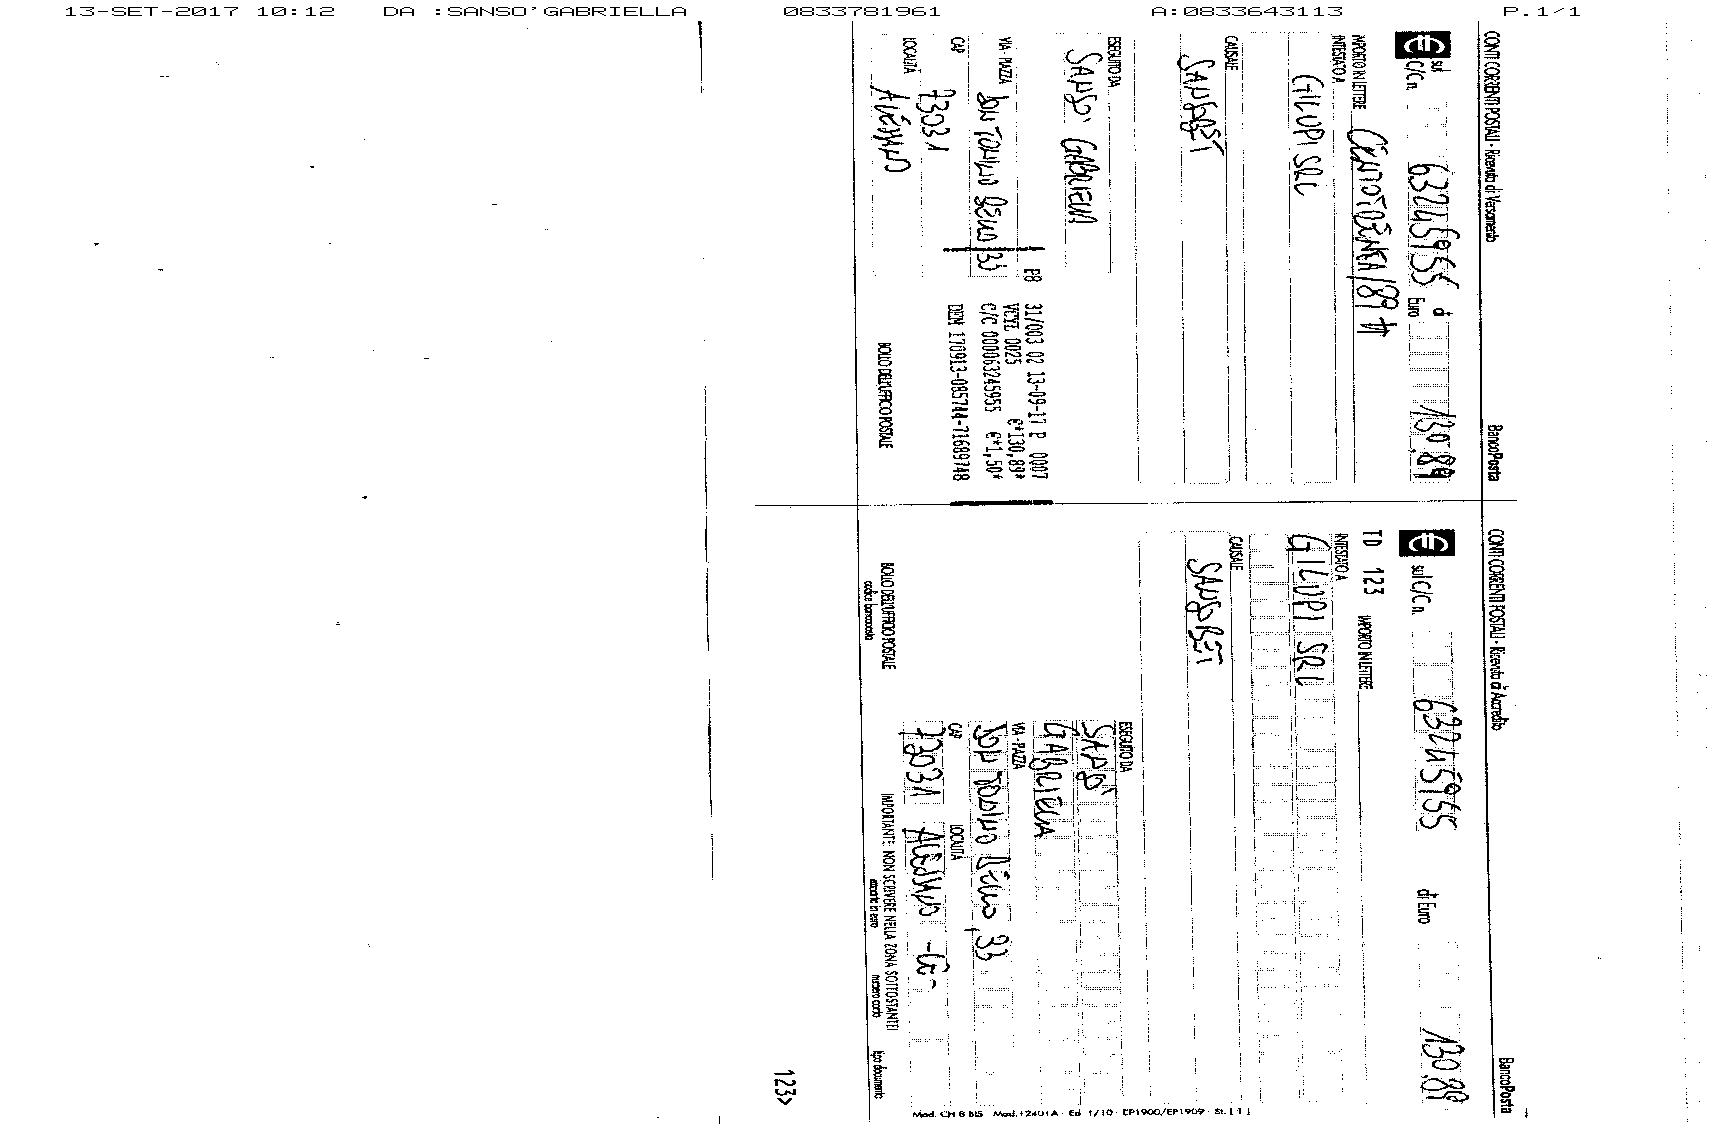 13-SET-2017 10:12 DA :SANSO'GABRIELLA 0833781961 A:0833643113 P.1/1
CONTI CORRENTI POSTALI - Ricevuta di Versamento BancoPosta
sul C/C n. 63245955 di Euro 130,89
IMPORTO IN LETTERE CENTOTRENTA/89
INTESTATO A
GILUPI SRL
CAUSALE
SANSOBET
ESEGUITO DA
SANSO' GABRIELLA
VIA - PIAZZA DON TONINO BELLO 33
CAP 73031
LOCALITÀ ALESSANO
BOLLO DELL'UFFICIO POSTALE
31/003 02 13-09-17 P 0007
VCYL 0025 €*130,89*
C/C 000063245955 €*1,50*
DEM 170913-085744-71689748
CONTI CORRENTI POSTALI - Ricevuta di Accredito BancoPosta
sul C/C n. 63245955 di Euro 130,89
TD 123 IMPORTO IN LETTERE
INTESTATO A
GILUPI SRL
CAUSALE
SANSOBET
ESEGUITO DA
SANSO'
GABRIELLA
VIA - PIAZZA
DON TONINO BELLO, 33
CAP LOCALITÀ
73031 ALESSANO -LE-
BOLLO DELL'UFFICIO POSTALE
codice bancoposta
IMPORTANTE: NON SCRIVERE NELLA ZONA SOTTOSTANTE!
importo in euro numero conto tipo documento
123>
Mod. CH 8 bis Mod. 12401A - Ed. 1/10 - EP1900/EP1909 - St. [ 1 ]